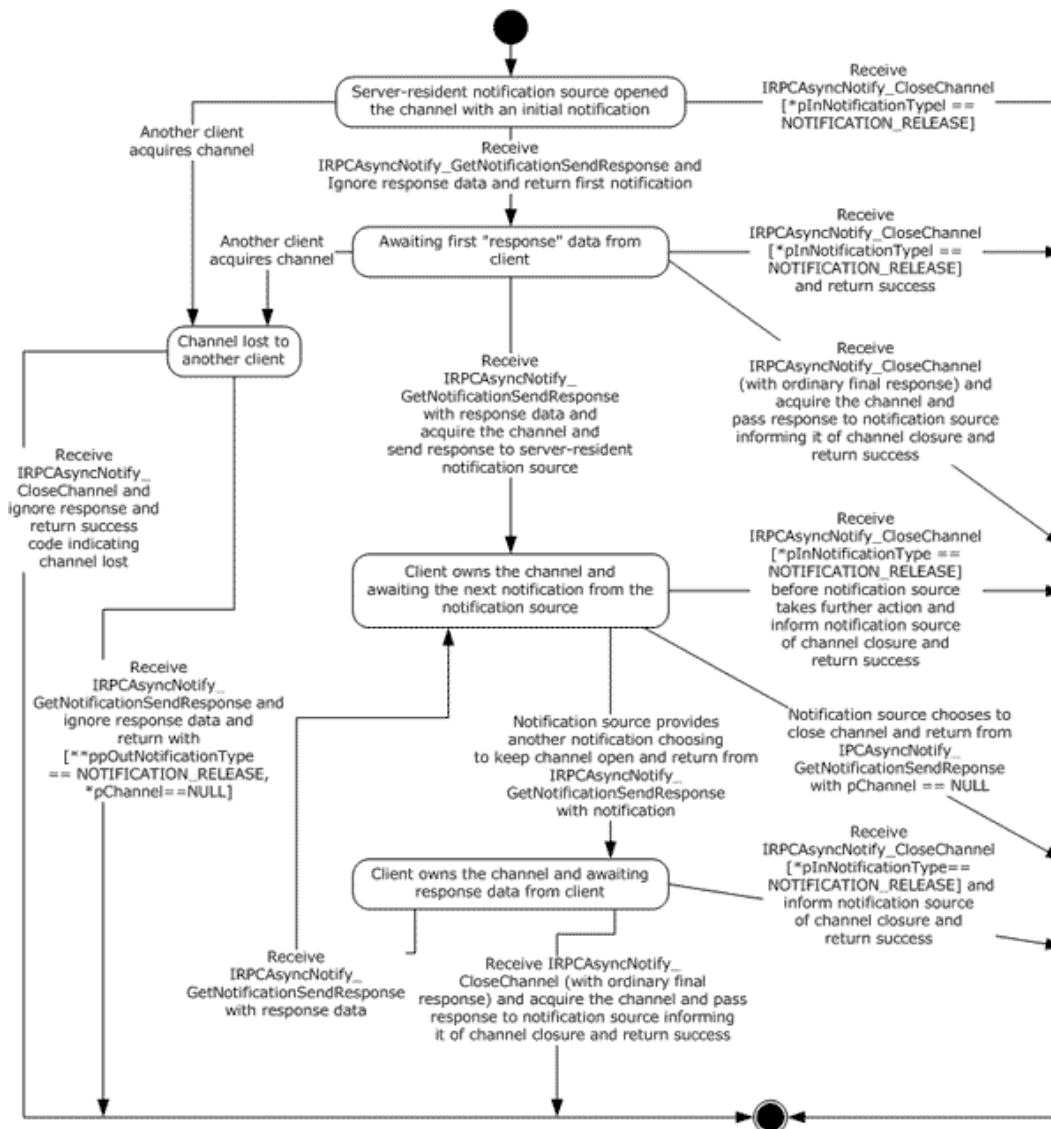 Server-resident notification source opened
the channel with an initial notification
Receive
IRPCAsyncNotify_CloseChannel
[*pInNotificationTypel ==
NOTIFICATION_RELEASE]
Another client
acquires channel
Receive
IRPCAsyncNotify_GetNotificationSendResponse and
Ignore response data and return first notification
Another client
acquires channel
Awaiting first "response" data from
client
Receive
IRPCAsyncNotify_CloseChannel
[*pInNotificationTypel ==
NOTIFICATION_RELEASE]
and return success
Channel lost to
another client
Receive
IRPCAsyncNotify_
GetNotificationSendResponse
with response data and
acquire the channel and
send response to server-resident
notification source
Receive
IRPCAsyncNotify_CloseChannel
(with ordinary final response) and
acquire the channel and
pass response to notification source
informing it of channel closure and
return success
Receive
IRPCAsyncNotify_
CloseChannel and
ignore response and
return success
code indicating
channel lost
Client owns the channel and
awaiting the next notification from the
notification source
Receive
IRPCAsyncNotify_CloseChannel
[*pInNotificationType ==
NOTIFICATION_RELEASE]
before notification source
takes further action and
inform notification source
of channel closure and
return success
Receive
IRPCAsyncNotify_
GetNotificationSendResponse and
ignore response data and
return with
[**ppOutNotificationType
== NOTIFICATION_RELEASE,
*pChannel==NULL]
Notification source provides
another notification choosing
to keep channel open and return from
IRPCAsyncNotify_
GetNotificationSendResponse
with notification
Notification source chooses to
close channel and return from
IPCAsyncNotify_
GetNotificationSendReponse
with pChannel == NULL
Client owns the channel and awaiting
response data from client
Receive
IRPCAsyncNotify_CloseChannel
[*pInNotificationType==
NOTIFICATION_RELEASE] and
inform notification source
of channel closure and
return success
Receive
IRPCAsyncNotify_
GetNotificationSendResponse
with response data
Receive IRPCAsyncNotify_
CloseChannel (with ordinary final
response) and acquire the channel and pass
response to notification source informing
it of channel closure and return success